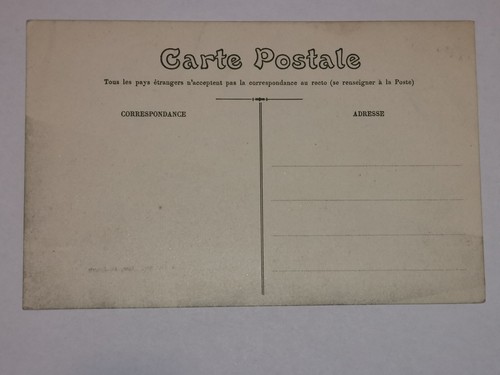 Carte Postale
Tous les pays étrangers n'acceptent pas la correspondance au recto (se renseigner à la Poste)
CORRESPONDANCE
ADRESSE